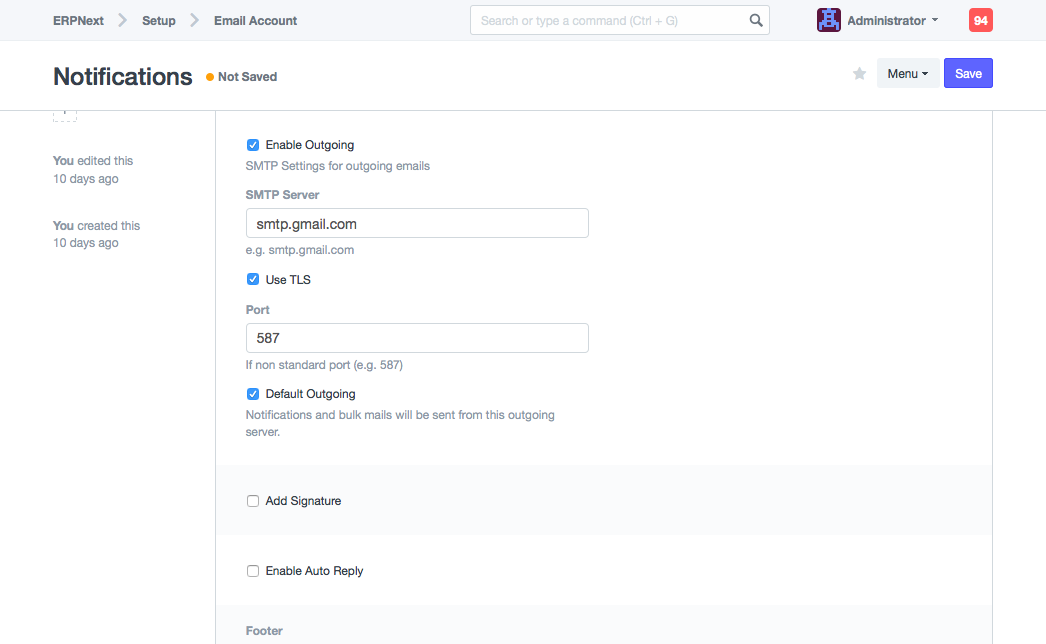 ERPNext Setup Email Account Search or type a command (Ctrl + G) Administrator 94
Notifications Not Saved Menu Save
You edited this
10 days ago
You created this
10 days ago
Enable Outgoing
SMTP Settings for outgoing emails
SMTP Server
smtp.gmail.com
e.g. smtp.gmail.com
Use TLS
Port
587
If non standard port (e.g. 587)
Default Outgoing
Notifications and bulk mails will be sent from this outgoing
server.
Add Signature
Enable Auto Reply
Footer